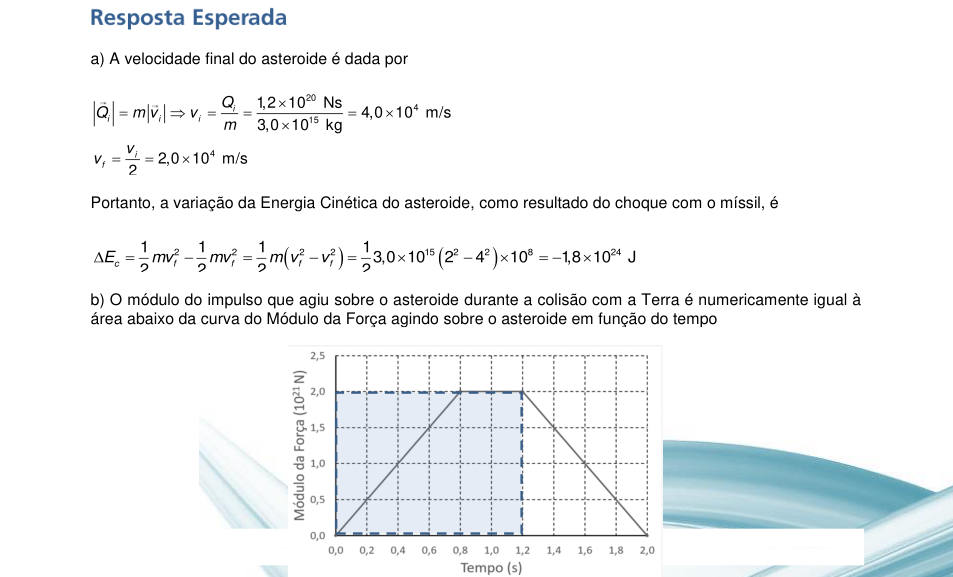 Resposta Esperada
a) A velocidade final do asteroide é dada por
|Q⃗ᵢ| = m|v⃗ᵢ| ⇒ vᵢ = Qᵢ/m = 1,2×10²⁰ Ns / 3,0×10¹⁵ kg = 4,0×10⁴ m/s
v_f = vᵢ/2 = 2,0×10⁴ m/s
Portanto, a variação da Energia Cinética do asteroide, como resultado do choque com o míssil, é
ΔE_c = 1/2 mv_f² − 1/2 mv_f² = 1/2 m(v_f² − v_f²) = 1/2 3,0×10¹⁵ (2² − 4²)×10⁸ = −1,8×10²⁴ J
b) O módulo do impulso que agiu sobre o asteroide durante a colisão com a Terra é numericamente igual à
área abaixo da curva do Módulo da Força agindo sobre o asteroide em função do tempo
Módulo da Força (10²¹ N)
2,5
2,0
1,5
1,0
0,5
0,0
0,0 0,2 0,4 0,6 0,8 1,0 1,2 1,4 1,6 1,8 2,0
Tempo (s)